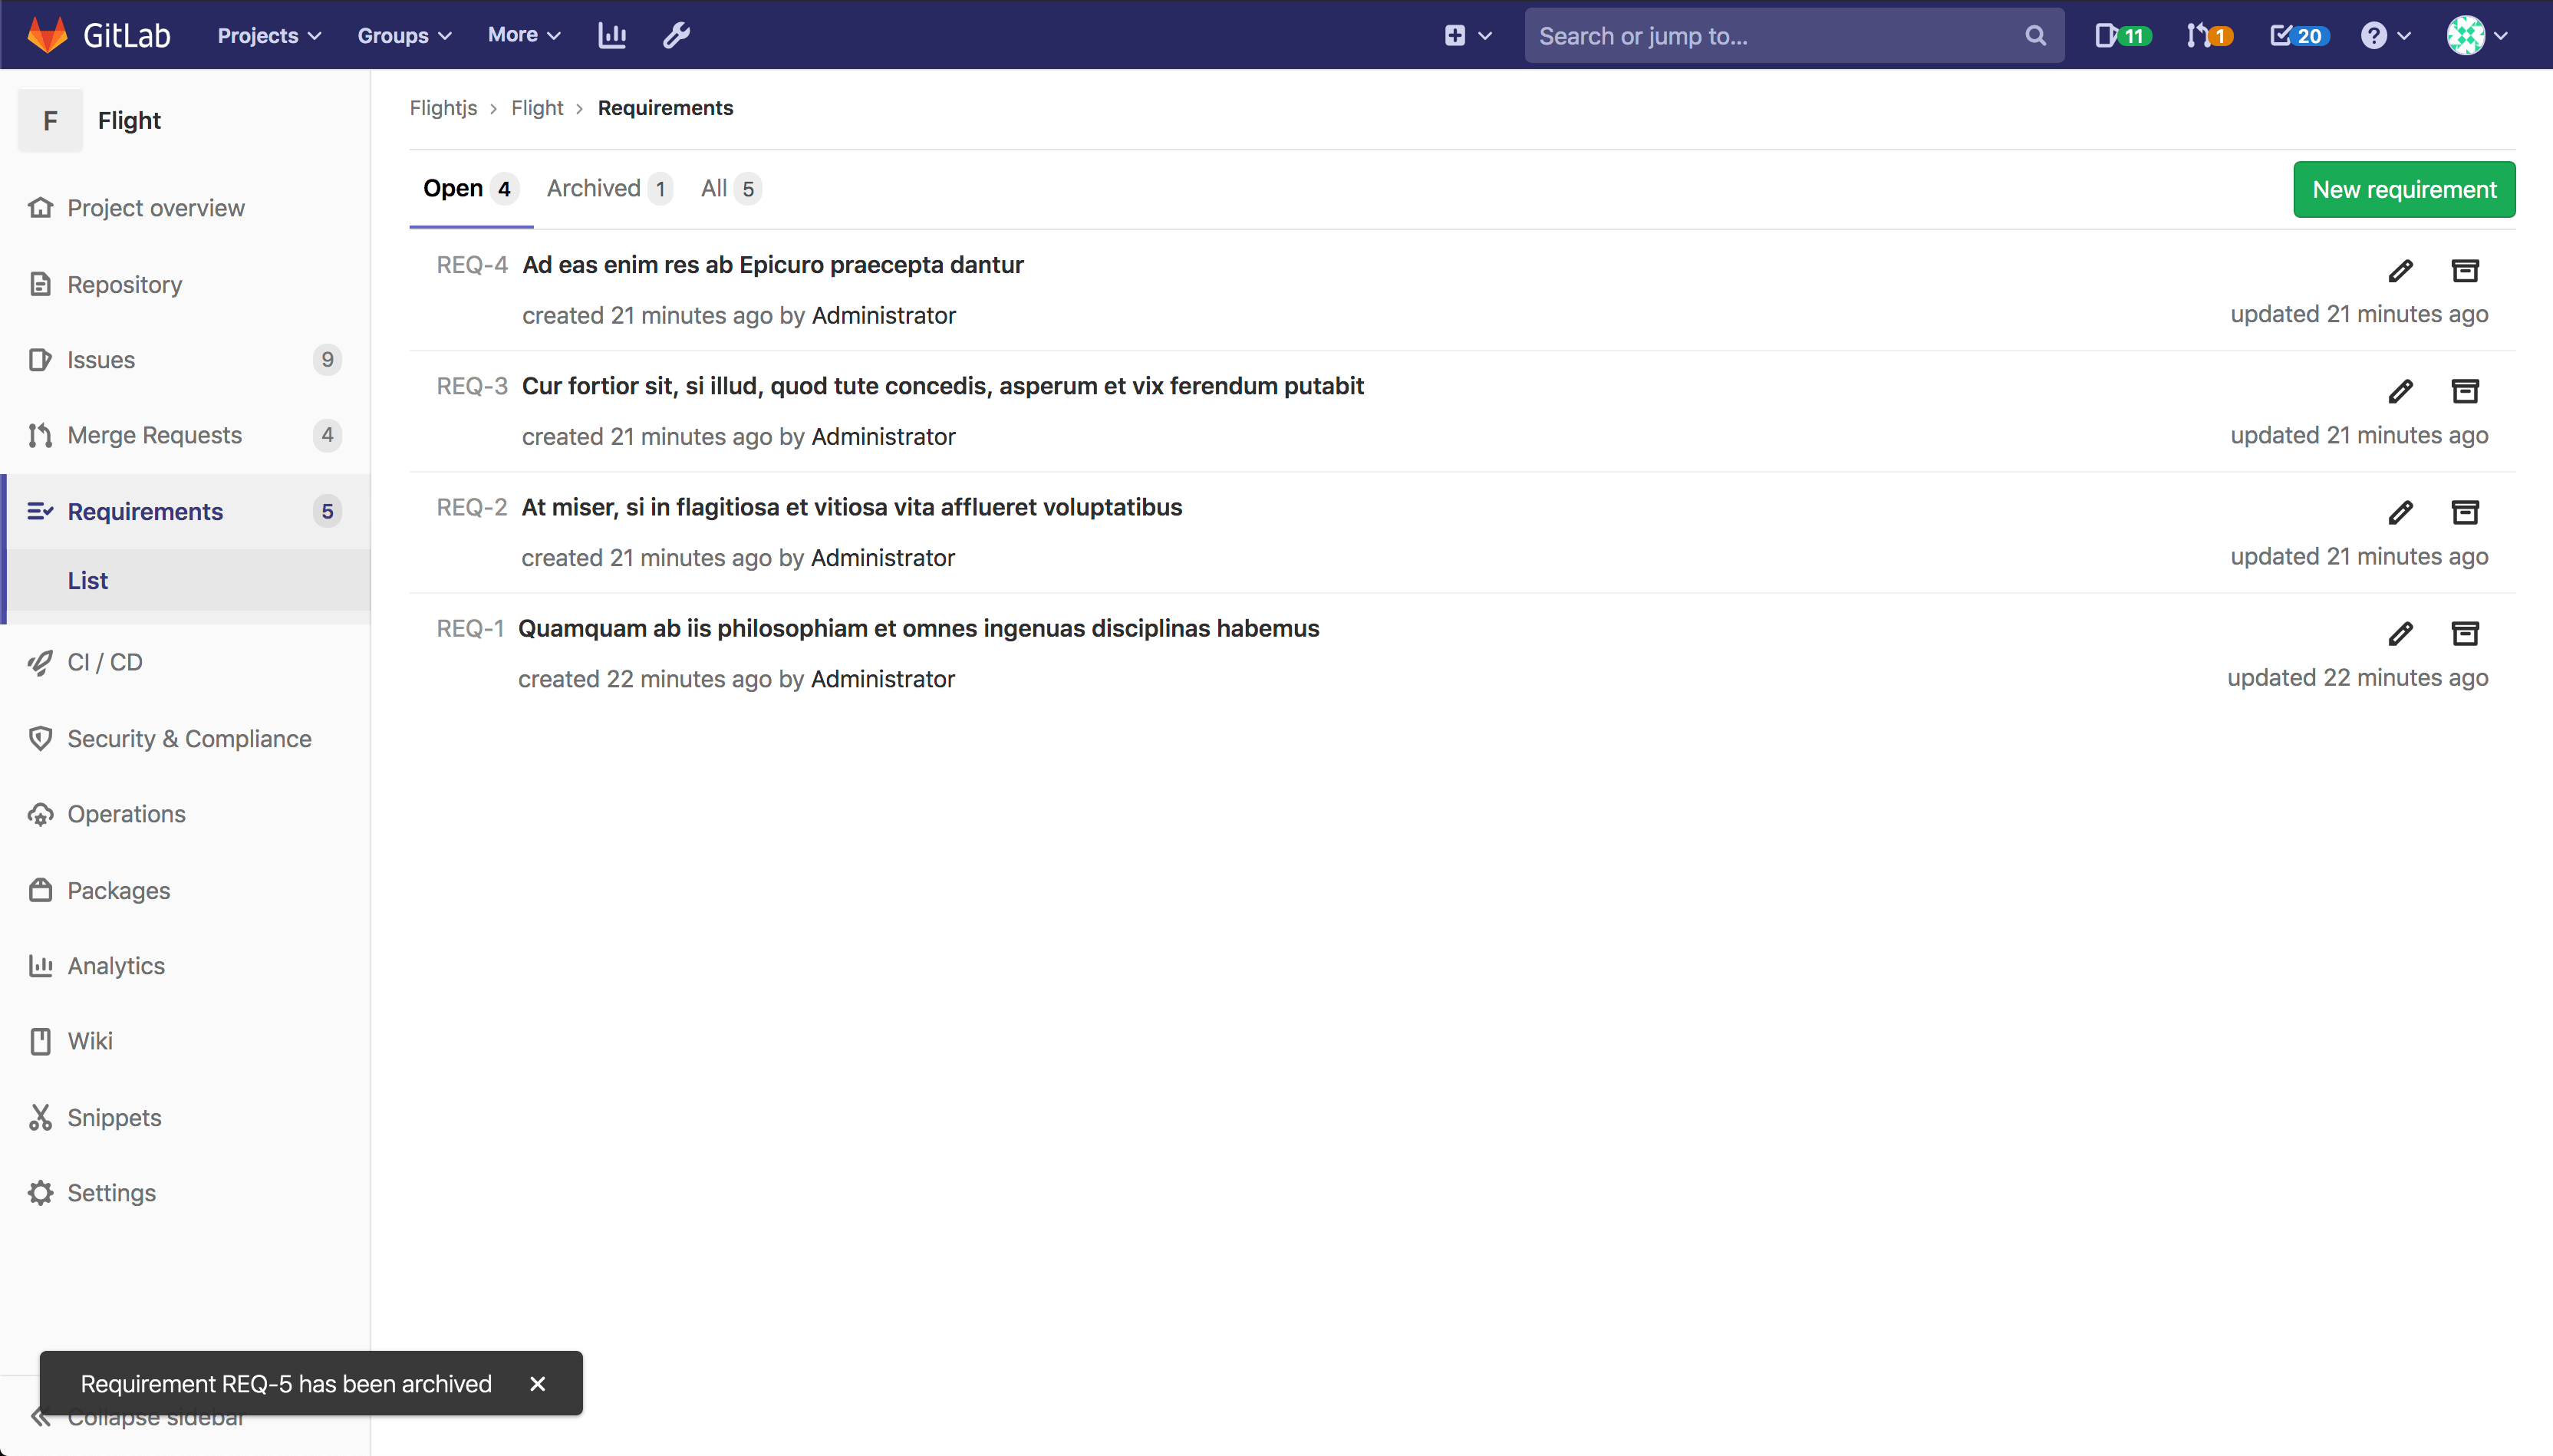 GitLab Projects Groups More Search or jump to... 11 1 20
F Flight
Project overview
Repository
Issues 9
Merge Requests 4
Requirements 5
List
CI / CD
Security & Compliance
Operations
Packages
Analytics
Wiki
Snippets
Settings
Collapse sidebar
Flightjs › Flight › Requirements
Open 4 Archived 1 All 5 New requirement
REQ-4 Ad eas enim res ab Epicuro praecepta dantur
created 21 minutes ago by Administrator updated 21 minutes ago
REQ-3 Cur fortior sit, si illud, quod tute concedis, asperum et vix ferendum putabit
created 21 minutes ago by Administrator updated 21 minutes ago
REQ-2 At miser, si in flagitiosa et vitiosa vita afflueret voluptatibus
created 21 minutes ago by Administrator updated 21 minutes ago
REQ-1 Quamquam ab iis philosophiam et omnes ingenuas disciplinas habemus
created 22 minutes ago by Administrator updated 22 minutes ago
Requirement REQ-5 has been archived